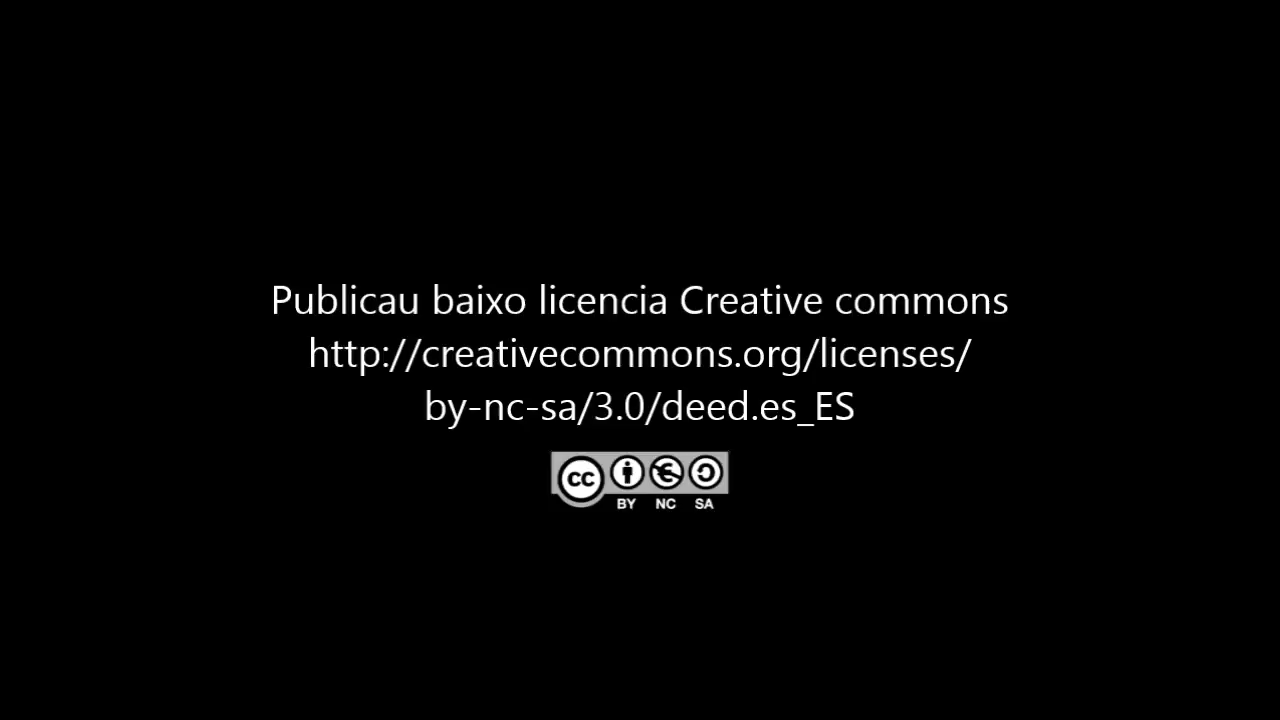 Publicau baixo licencia Creative commons
http://creativecommons.org/licenses/
by-nc-sa/3.0/deed.es_ES
cc
BY NC SA